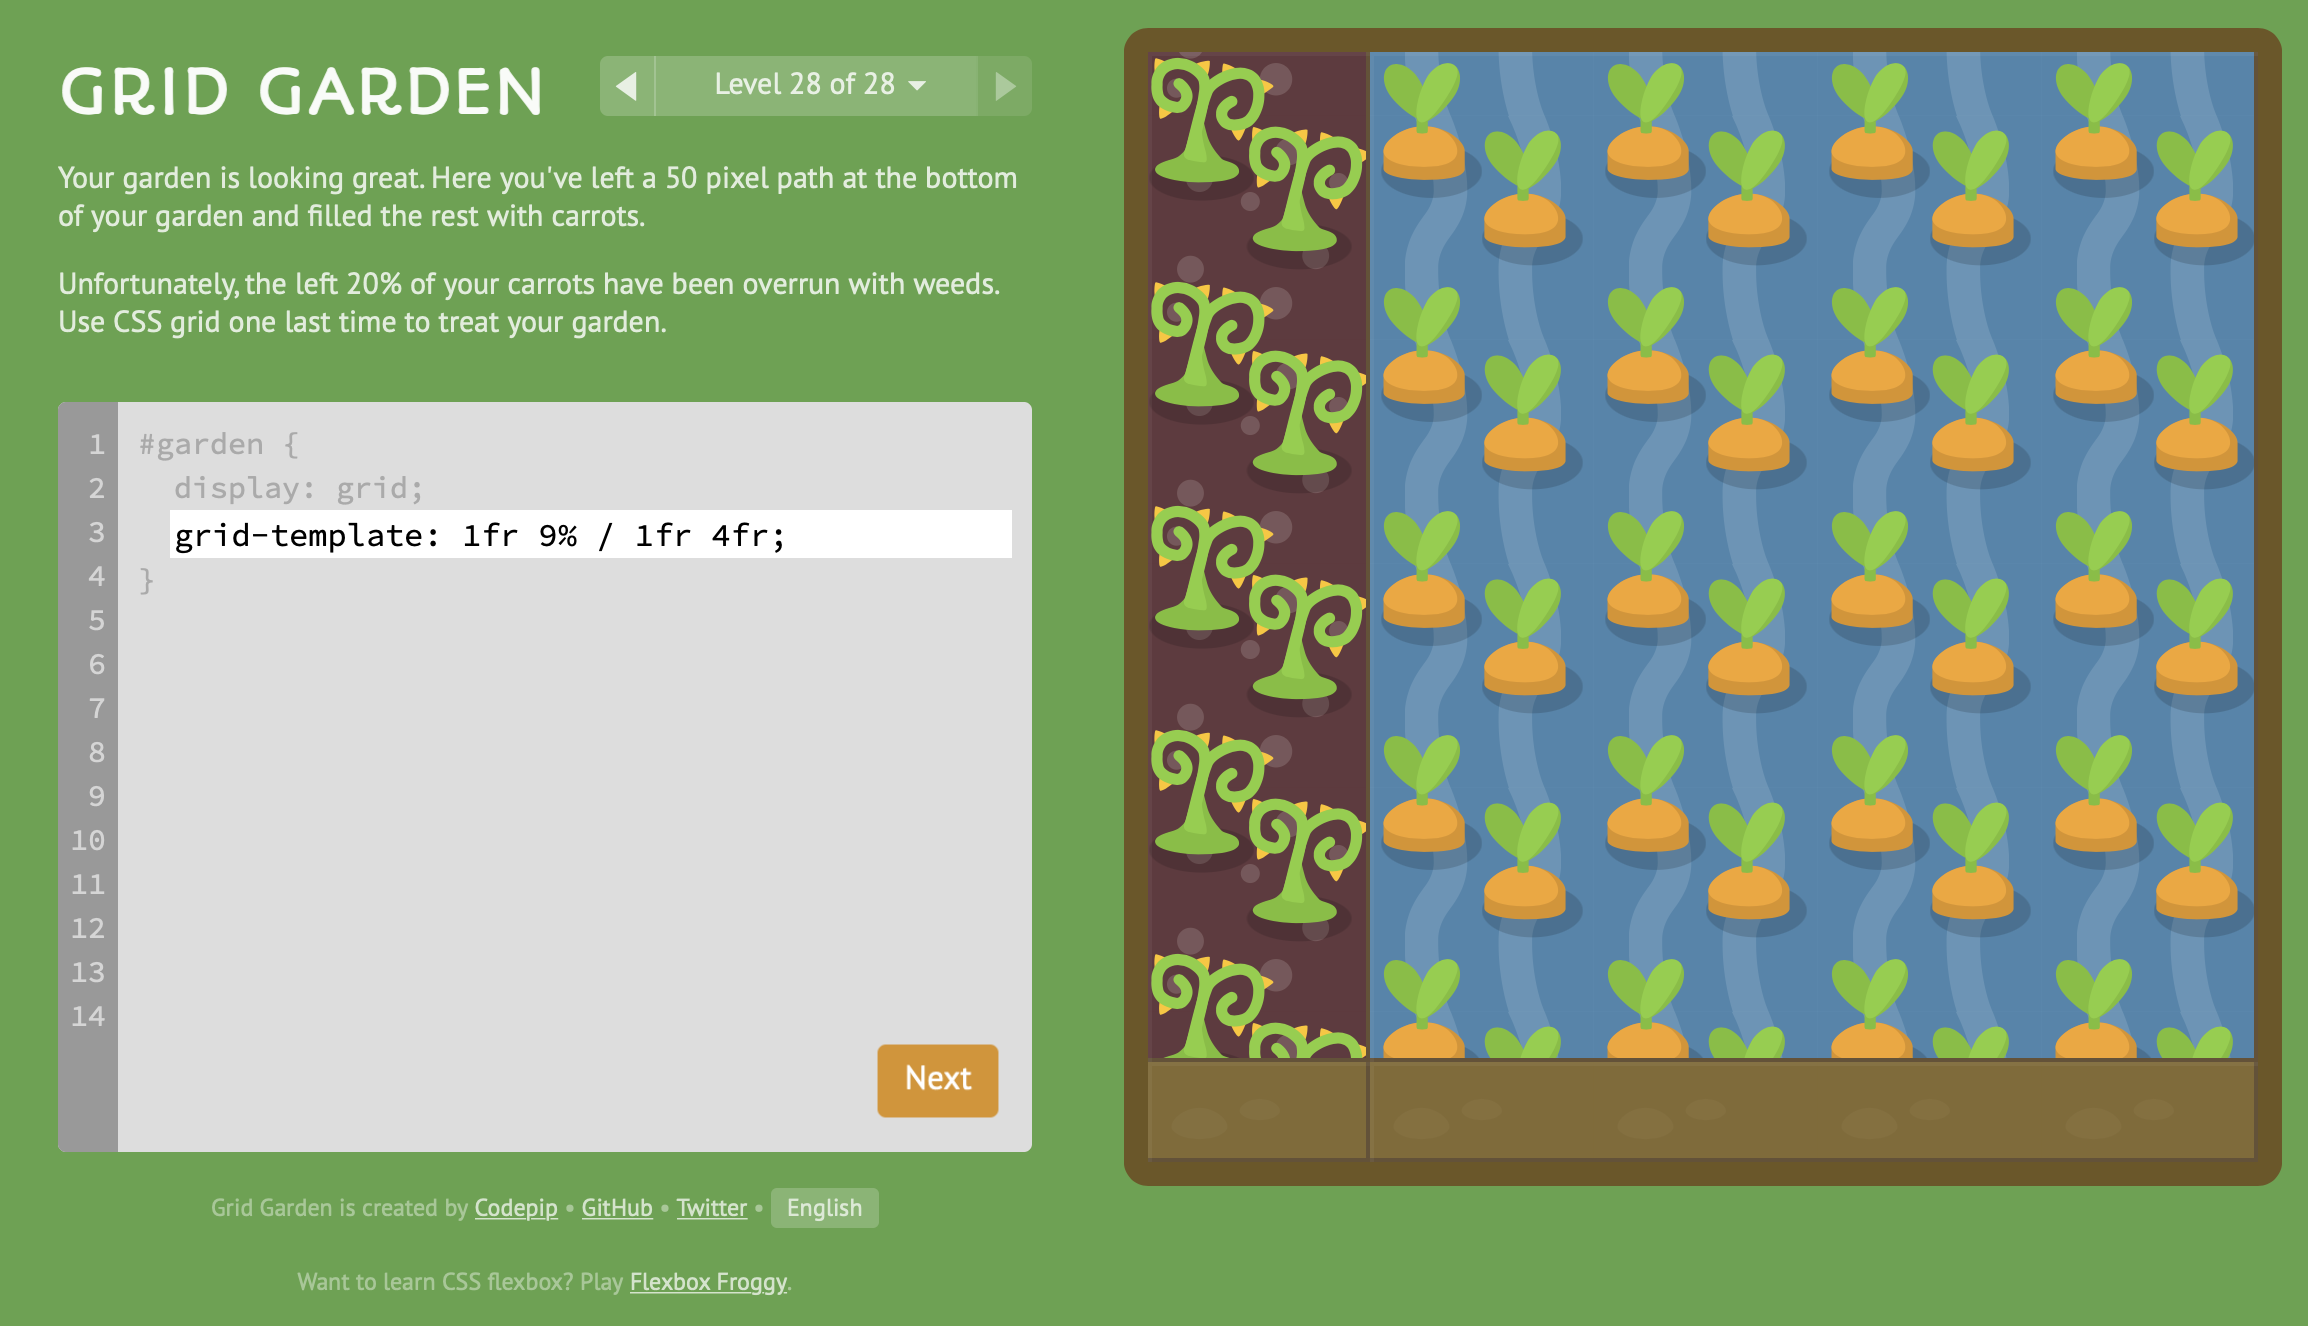 GRID GARDEN
Level 28 of 28
Your garden is looking great. Here you've left a 50 pixel path at the bottom
of your garden and filled the rest with carrots.
Unfortunately, the left 20% of your carrots have been overrun with weeds.
Use CSS grid one last time to treat your garden.
1 #garden {
2 display: grid;
3 grid-template: 1fr 9% / 1fr 4fr;
4 }
5
6
7
8
9
10
11
12
13
14
Next
Grid Garden is created by Codepip • GitHub • Twitter • English
Want to learn CSS flexbox? Play Flexbox Froggy.